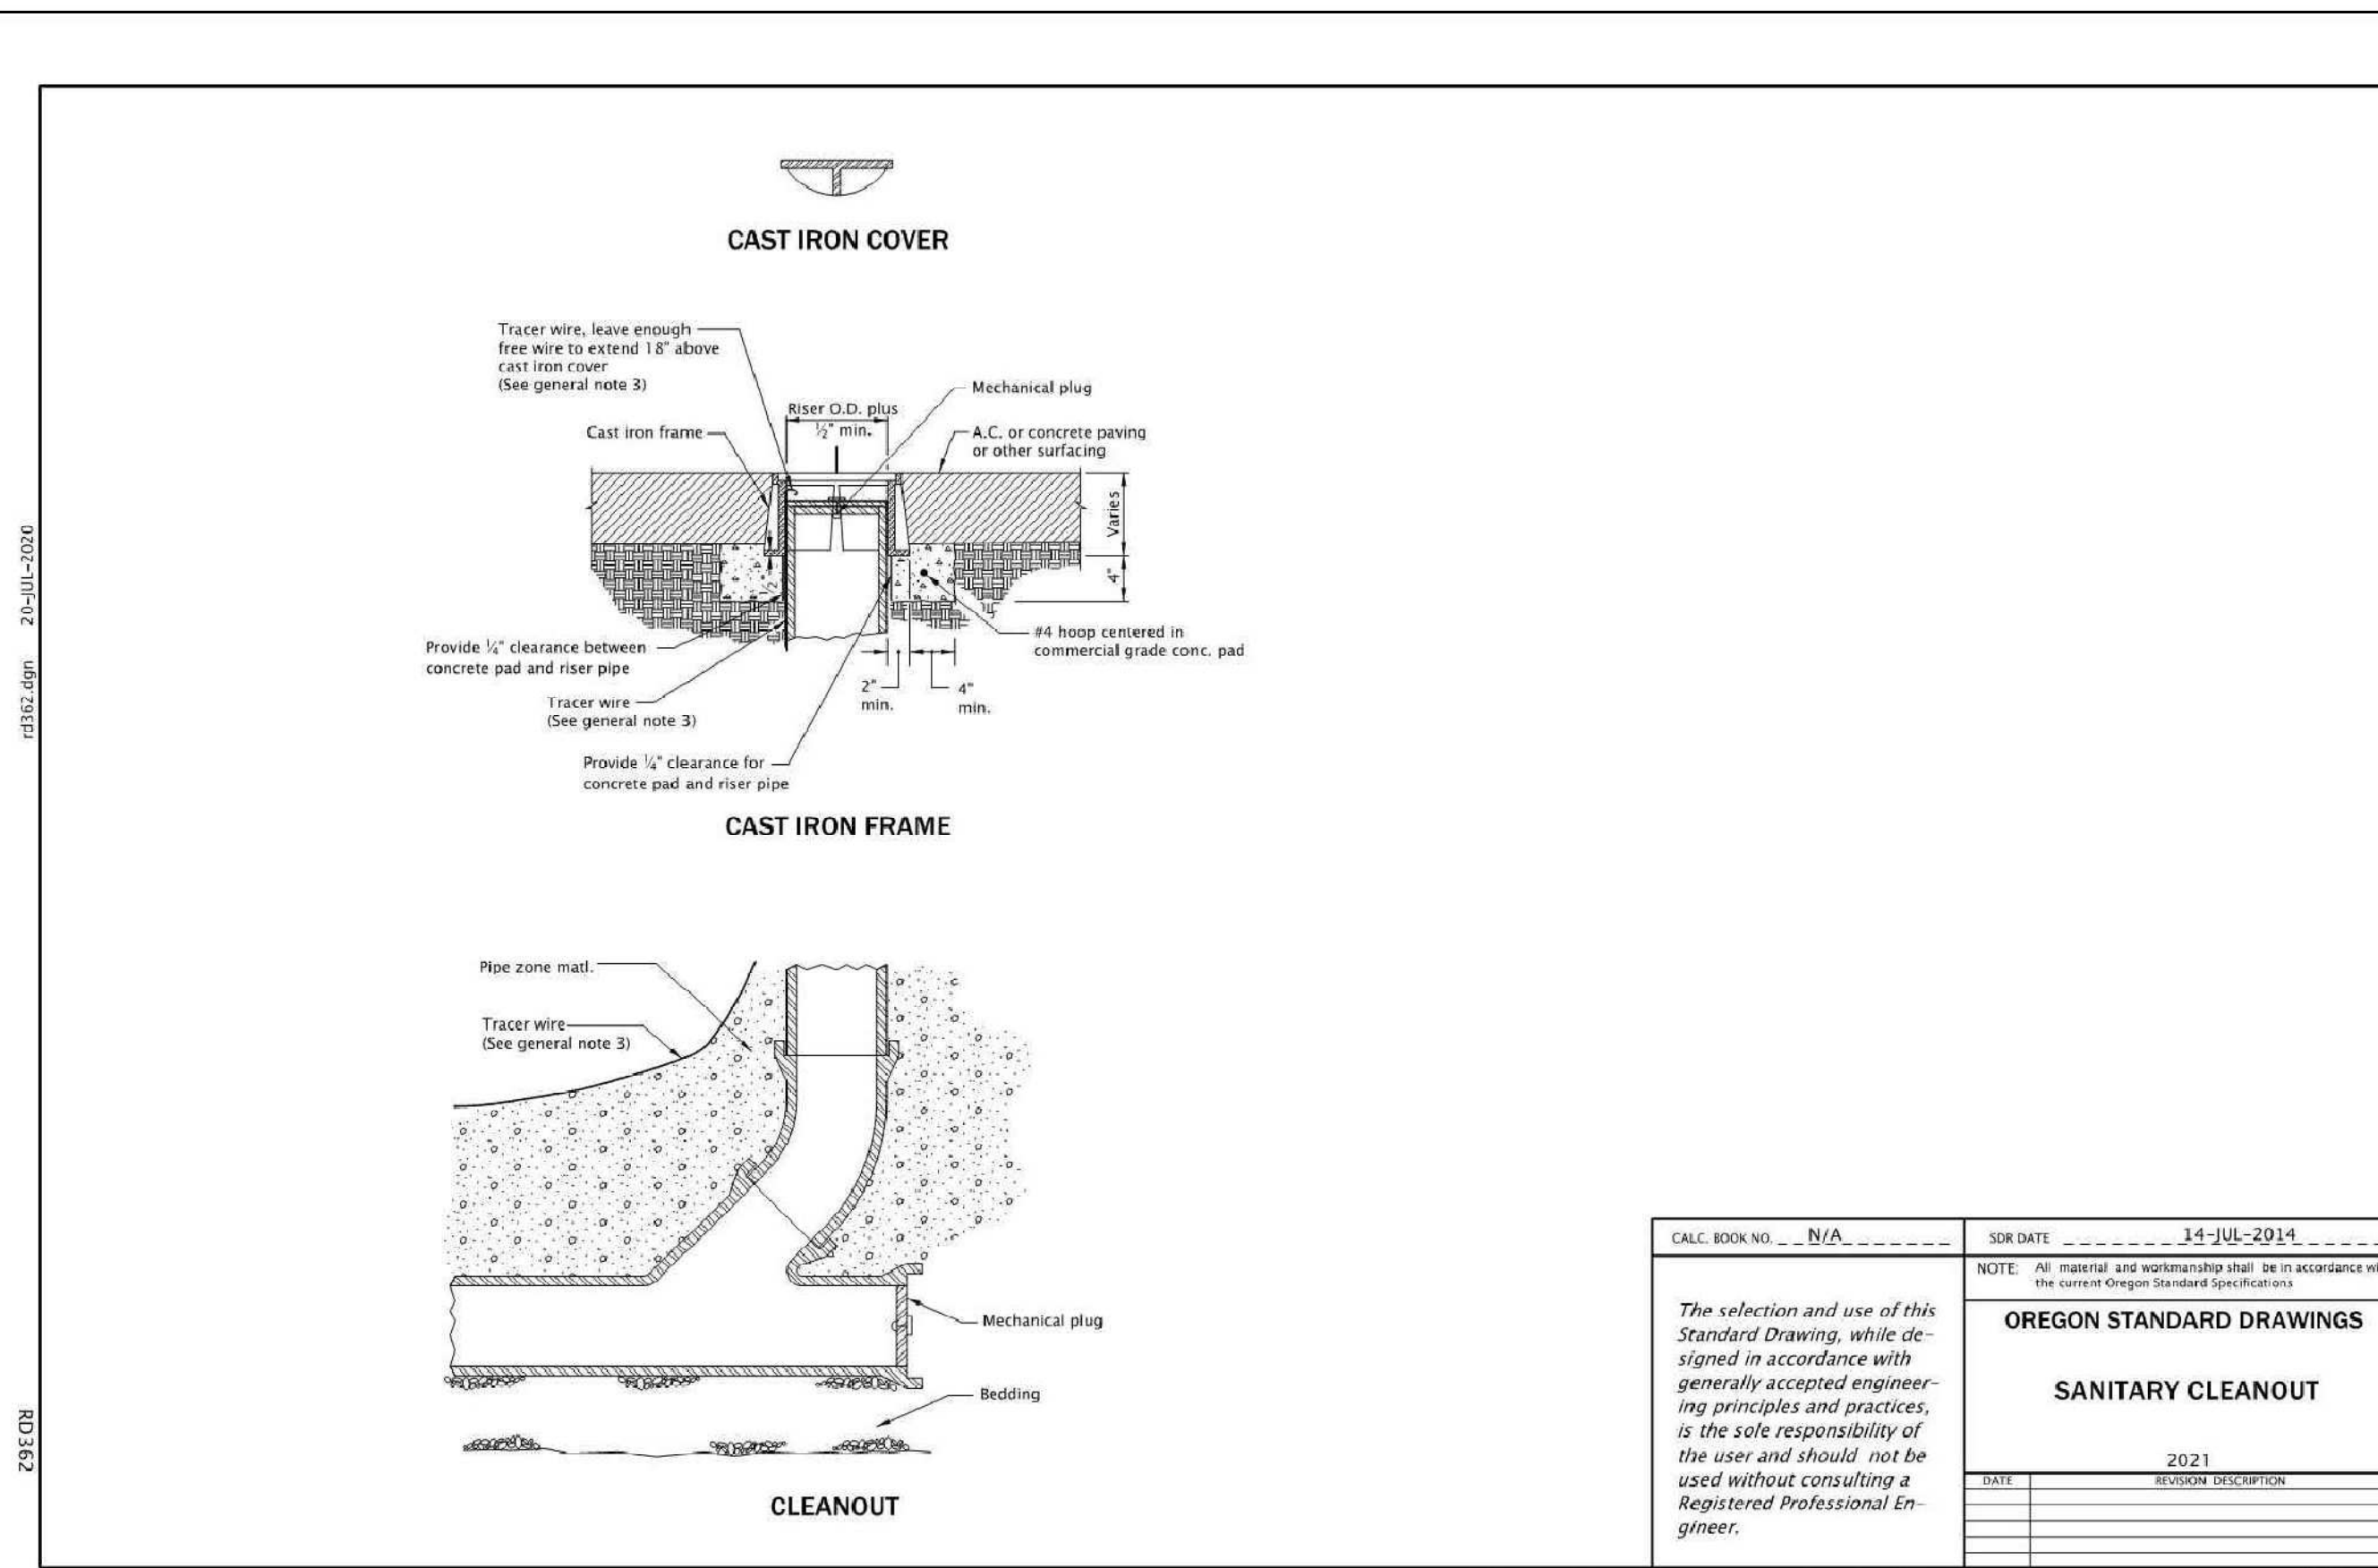 CAST IRON COVER
Tracer wire, leave enough
free wire to extend 18" above
cast iron cover
(See general note 3)
Mechanical plug
Riser O.D. plus
½" min.
Cast iron frame
A.C. or concrete paving
or other surfacing
Varies
4"
½"
#4 hoop centered in
commercial grade conc. pad
Provide ¼" clearance between
concrete pad and riser pipe
2"
min.
4"
min.
Tracer wire
(See general note 3)
Provide ¼" clearance for
concrete pad and riser pipe
CAST IRON FRAME
Pipe zone matl.
Tracer wire
(See general note 3)
Mechanical plug
Bedding
CLEANOUT
rd362.dgn 20-JUL-2020
RD362
CALC. BOOK NO. N/A
SDR DATE 14-JUL-2014
NOTE: All material and workmanship shall be in accordance wi
the current Oregon Standard Specifications
The selection and use of this
Standard Drawing, while de-
signed in accordance with
generally accepted engineer-
ing principles and practices,
is the sole responsibility of
the user and should not be
used without consulting a
Registered Professional En-
gineer.
OREGON STANDARD DRAWINGS
SANITARY CLEANOUT
2021
DATE REVISION DESCRIPTION